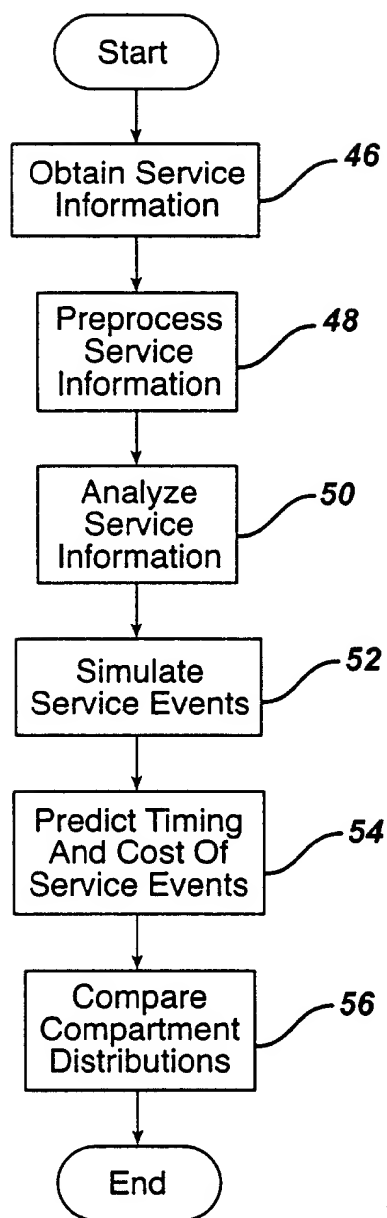 Start
Obtain Service
Information
46
Preprocess
Service
Information
48
Analyze
Service
Information
50
Simulate
Service Events
52
Predict Timing
And Cost Of
Service Events
54
Compare
Compartment
Distributions
56
End